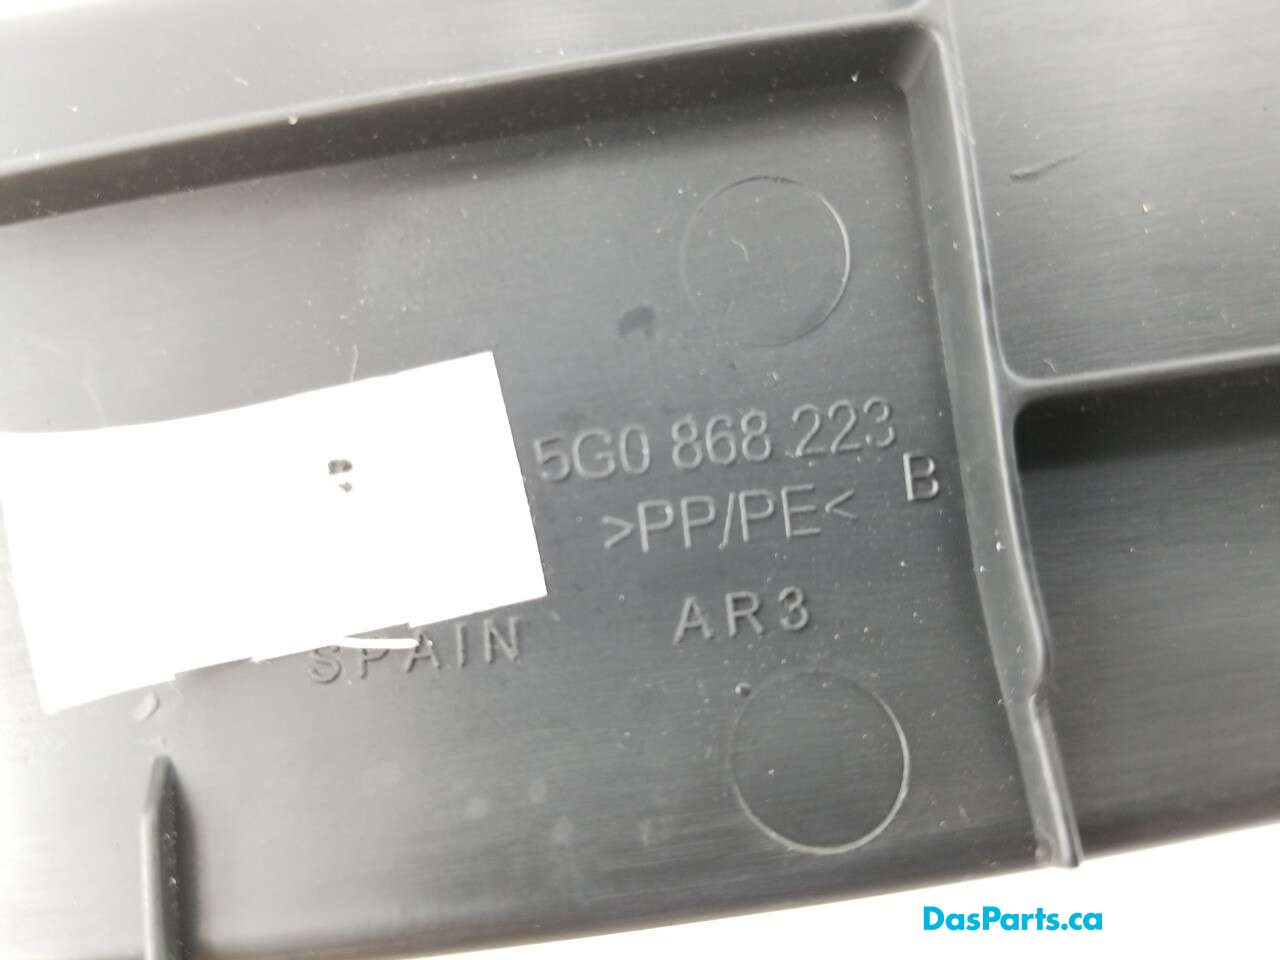 5G0 868 223
B
>PP/PE<
AR3
SPAIN
DasParts.ca